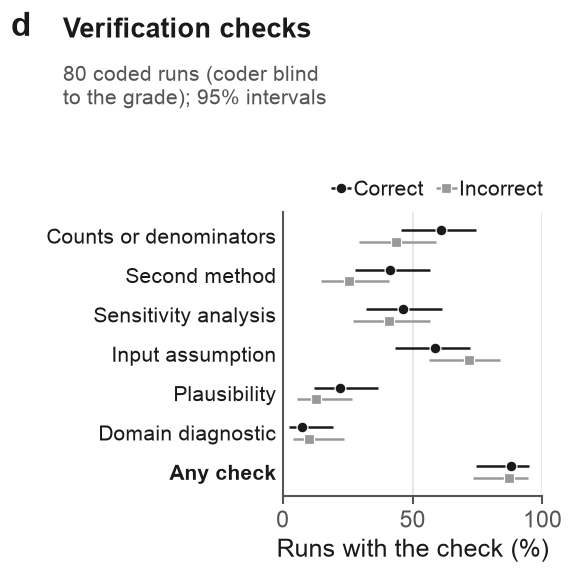 d Verification checks
80 coded runs (coder blind
to the grade); 95% intervals
Correct Incorrect
Counts or denominators
Second method
Sensitivity analysis
Input assumption
Plausibility
Domain diagnostic
Any check
0 50 100
Runs with the check (%)